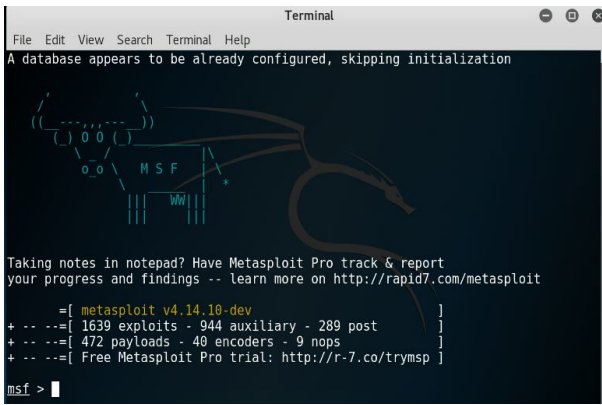 Terminal
File Edit View Search Terminal Help
A database appears to be already configured, skipping initialization
M S F
WW
Taking notes in notepad? Have Metasploit Pro track & report
your progress and findings -- learn more on http://rapid7.com/metasploit
=[ metasploit v4.14.10-dev ]
+ -- --=[ 1639 exploits - 944 auxiliary - 289 post ]
+ -- --=[ 472 payloads - 40 encoders - 9 nops ]
+ -- --=[ Free Metasploit Pro trial: http://r-7.co/trymsp ]
msf >